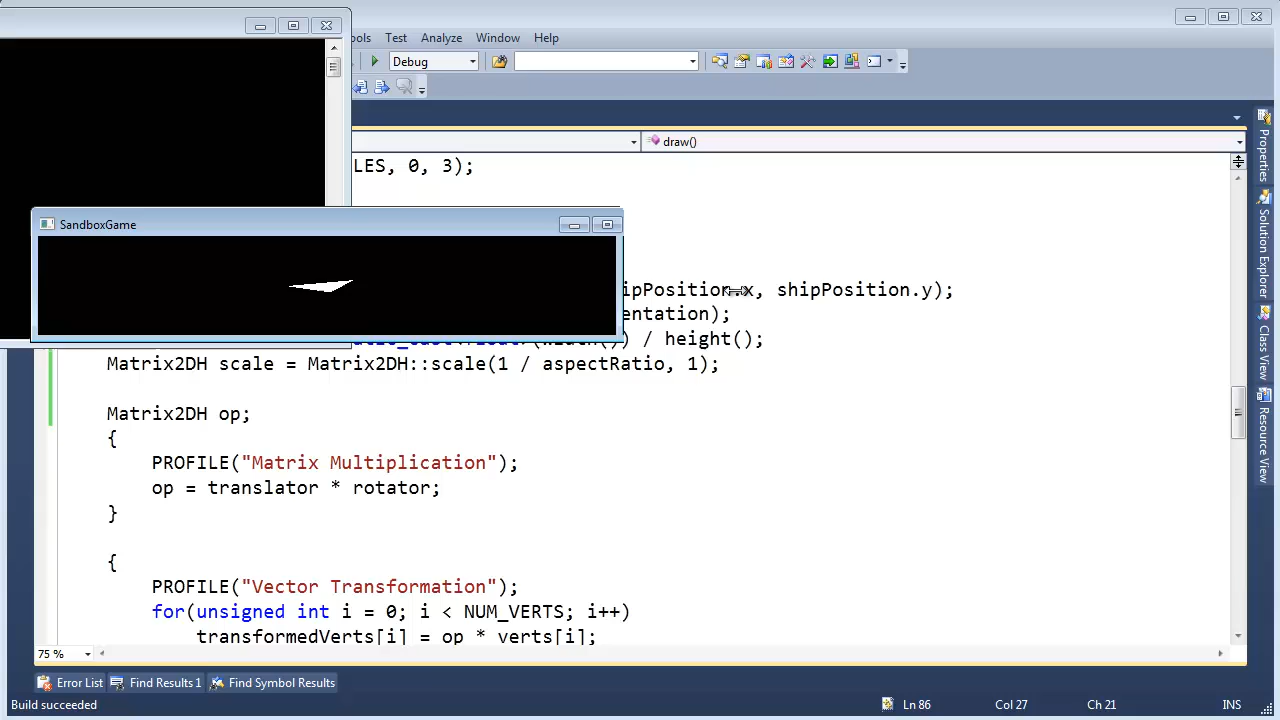 ols Test Analyze Window Help
Debug
draw()
LES, 0, 3);
SandboxGame
ipPosition.x, shipPosition.y);
entation);
/ height();
Matrix2DH scale = Matrix2DH::scale(1 / aspectRatio, 1);
Matrix2DH op;
{
PROFILE("Matrix Multiplication");
op = translator * rotator;
}
{
PROFILE("Vector Transformation");
for(unsigned int i = 0; i < NUM_VERTS; i++)
transformedVerts[i] = op * verts[i];
75 %
Error List Find Results 1 Find Symbol Results
Build succeeded Ln 86 Col 27 Ch 21 INS
Properties
Solution Explorer
Class View
Resource View